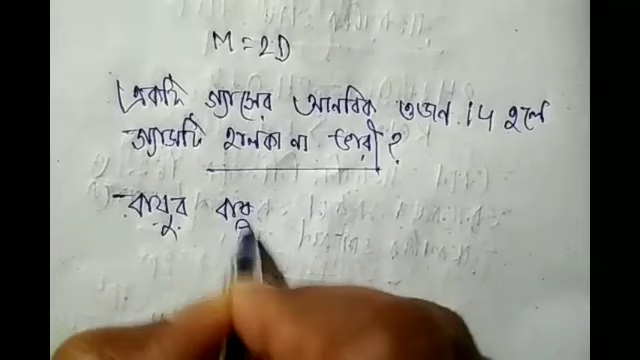 M = 2D
একটি গ্যাসের আনবিক ওজন 14 হলে
গ্যাসটি হালকা না ভারী?
বায়ুর